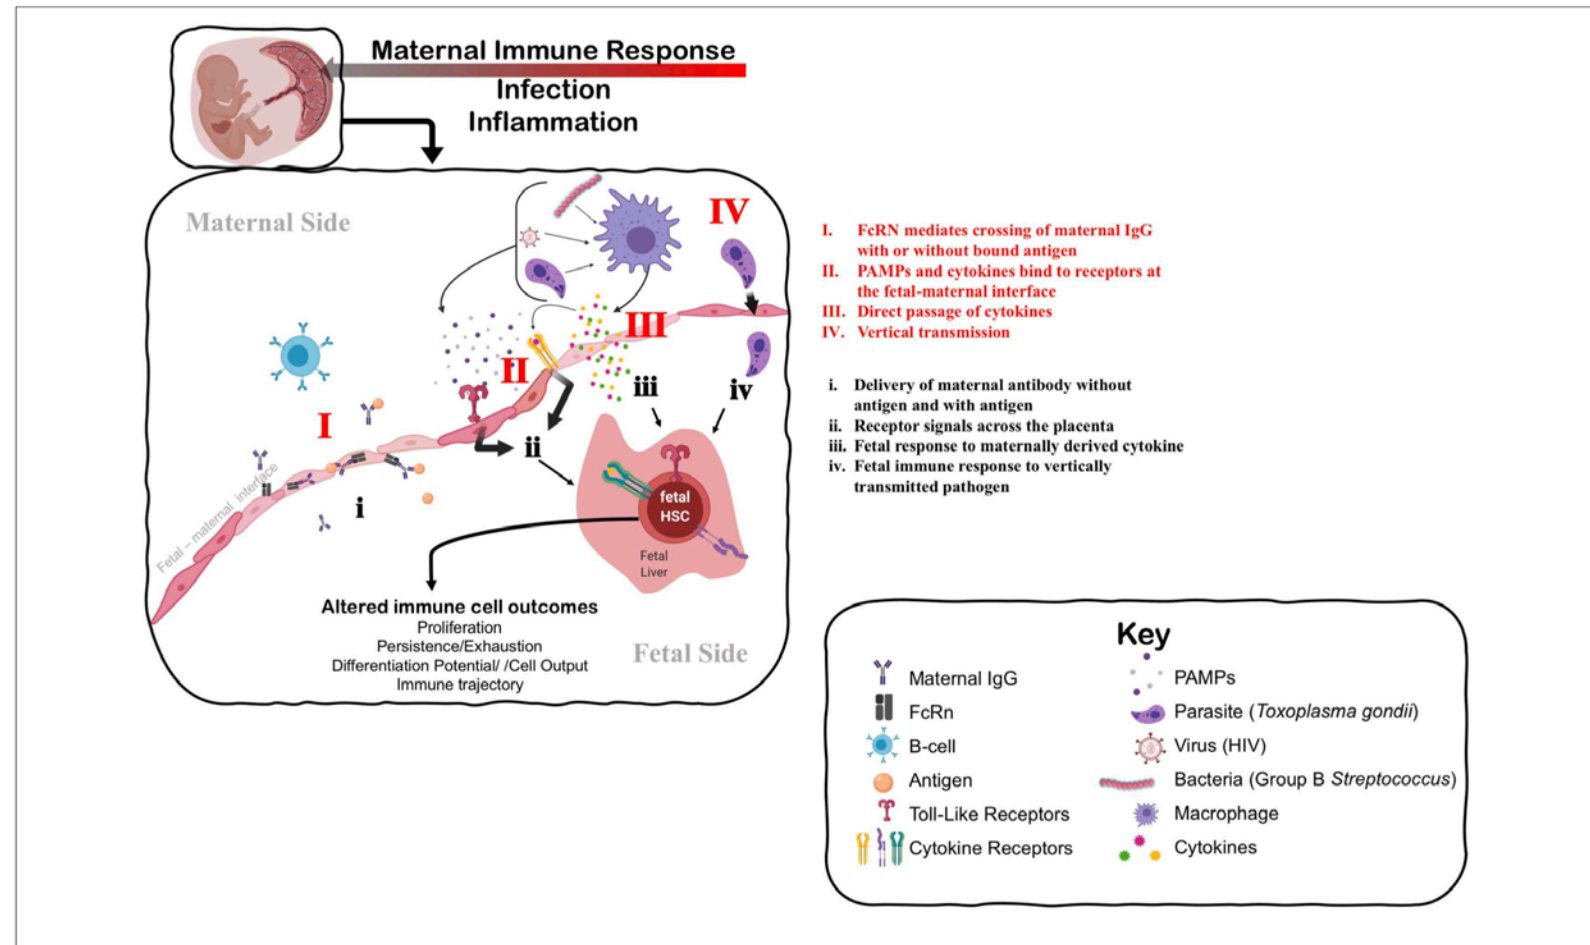 Maternal Immune Response
Infection
Inflammation
Maternal Side
IV
III
II
I
iii
iv
ii
i
Fetal – maternal interface
fetal
HSC
Fetal
Liver
Altered immune cell outcomes
Proliferation
Persistence/Exhaustion
Differentiation Potential/ /Cell Output
Immune trajectory
Fetal Side
I. FcRN mediates crossing of maternal IgG
with or without bound antigen
II. PAMPs and cytokines bind to receptors at
the fetal-maternal interface
III. Direct passage of cytokines
IV. Vertical transmission
i. Delivery of maternal antibody without
antigen and with antigen
ii. Receptor signals across the placenta
iii. Fetal response to maternally derived cytokine
iv. Fetal immune response to vertically
transmitted pathogen
Key
Maternal IgG
FcRn
B-cell
Antigen
Toll-Like Receptors
Cytokine Receptors
PAMPs
Parasite (Toxoplasma gondii)
Virus (HIV)
Bacteria (Group B Streptococcus)
Macrophage
Cytokines